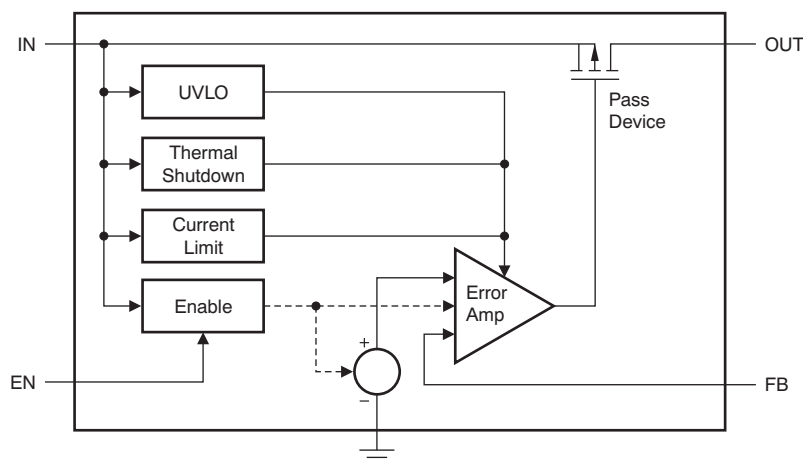 IN
OUT
UVLO
Pass
Device
Thermal
Shutdown
Current
Limit
Enable
Error
Amp
+
−
EN
FB